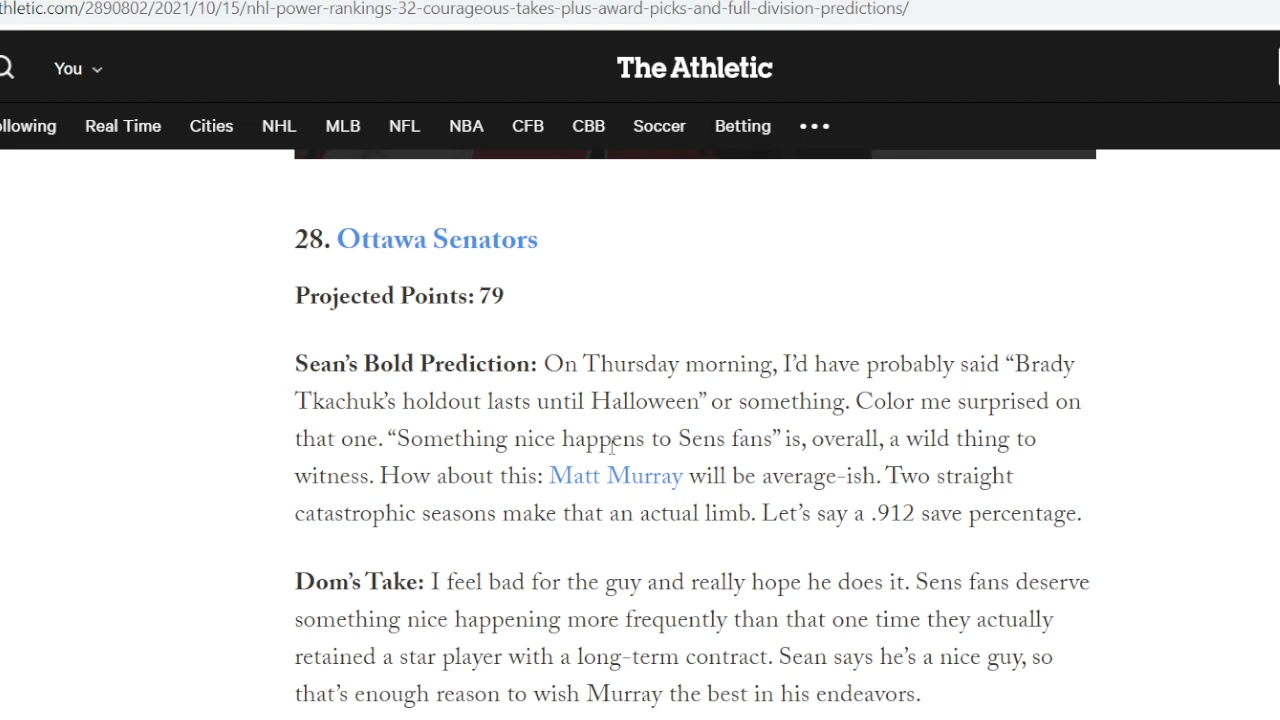 thletic.com/2890802/2021/10/15/nhl-power-rankings-32-courageous-takes-plus-award-picks-and-full-division-predictions/
You
The Athletic
ollowing Real Time Cities NHL MLB NFL NBA CFB CBB Soccer Betting •••
28. Ottawa Senators
Projected Points: 79
Sean’s Bold Prediction: On Thursday morning, I’d have probably said “Brady
Tkachuk’s holdout lasts until Halloween” or something. Color me surprised on
that one. “Something nice happens to Sens fans” is, overall, a wild thing to
witness. How about this: Matt Murray will be average-ish. Two straight
catastrophic seasons make that an actual limb. Let’s say a .912 save percentage.
Dom’s Take: I feel bad for the guy and really hope he does it. Sens fans deserve
something nice happening more frequently than that one time they actually
retained a star player with a long-term contract. Sean says he’s a nice guy, so
that’s enough reason to wish Murray the best in his endeavors.